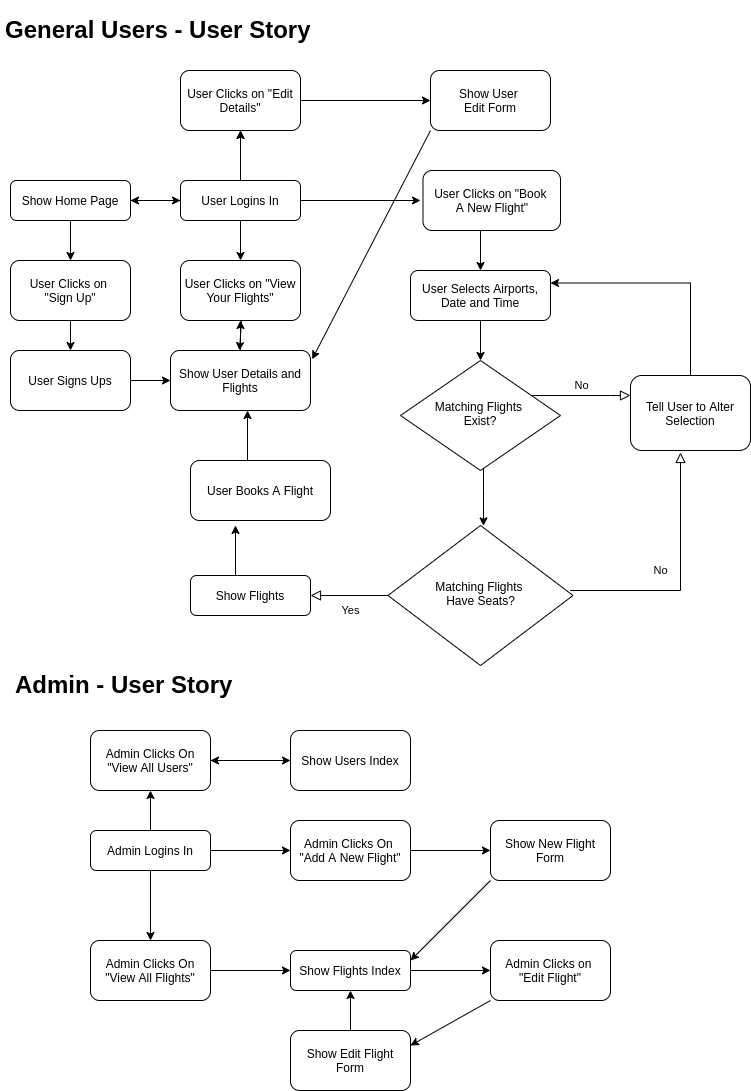 General Users - User Story
User Clicks on "Edit
Details"
Show User
Edit Form
Show Home Page
User Logins In
User Clicks on "Book
A New Flight"
User Clicks on
"Sign Up"
User Clicks on "View
Your Flights"
User Selects Airports,
Date and Time
User Signs Ups
Show User Details and
Flights
Matching Flights
Exist?
No
Tell User to Alter
Selection
User Books A Flight
Show Flights
Yes
Matching Flights
Have Seats?
No
Admin - User Story
Admin Clicks On
"View All Users"
Show Users Index
Admin Logins In
Admin Clicks On
"Add A New Flight"
Show New Flight
Form
Admin Clicks On
"View All Flights"
Show Flights Index
Admin Clicks on
"Edit Flight"
Show Edit Flight
Form